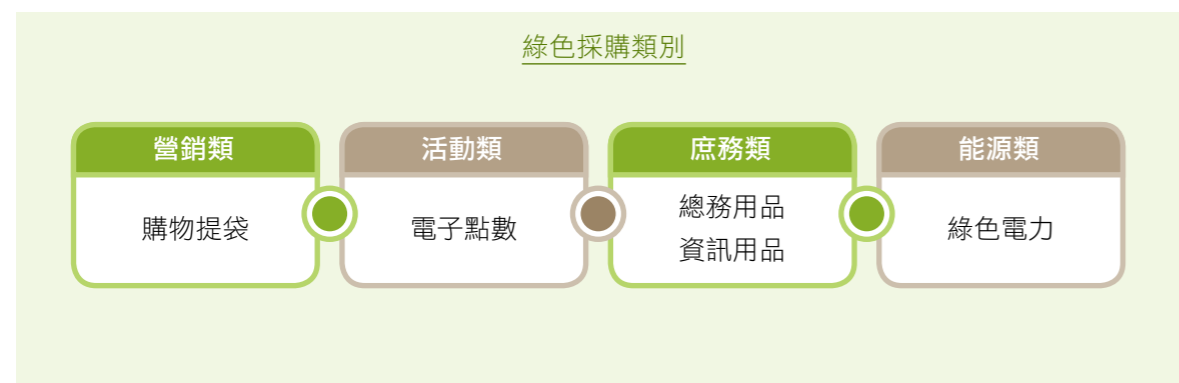 綠色採購類別
營銷類
購物提袋
活動類
電子點數
庶務類
總務用品
資訊用品
能源類
綠色電力